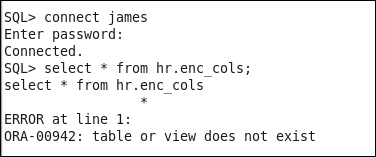 SQL> connect james
Enter password:
Connected.
SQL> select * from hr.enc_cols;
select * from hr.enc_cols
                 *
ERROR at line 1:
ORA-00942: table or view does not exist